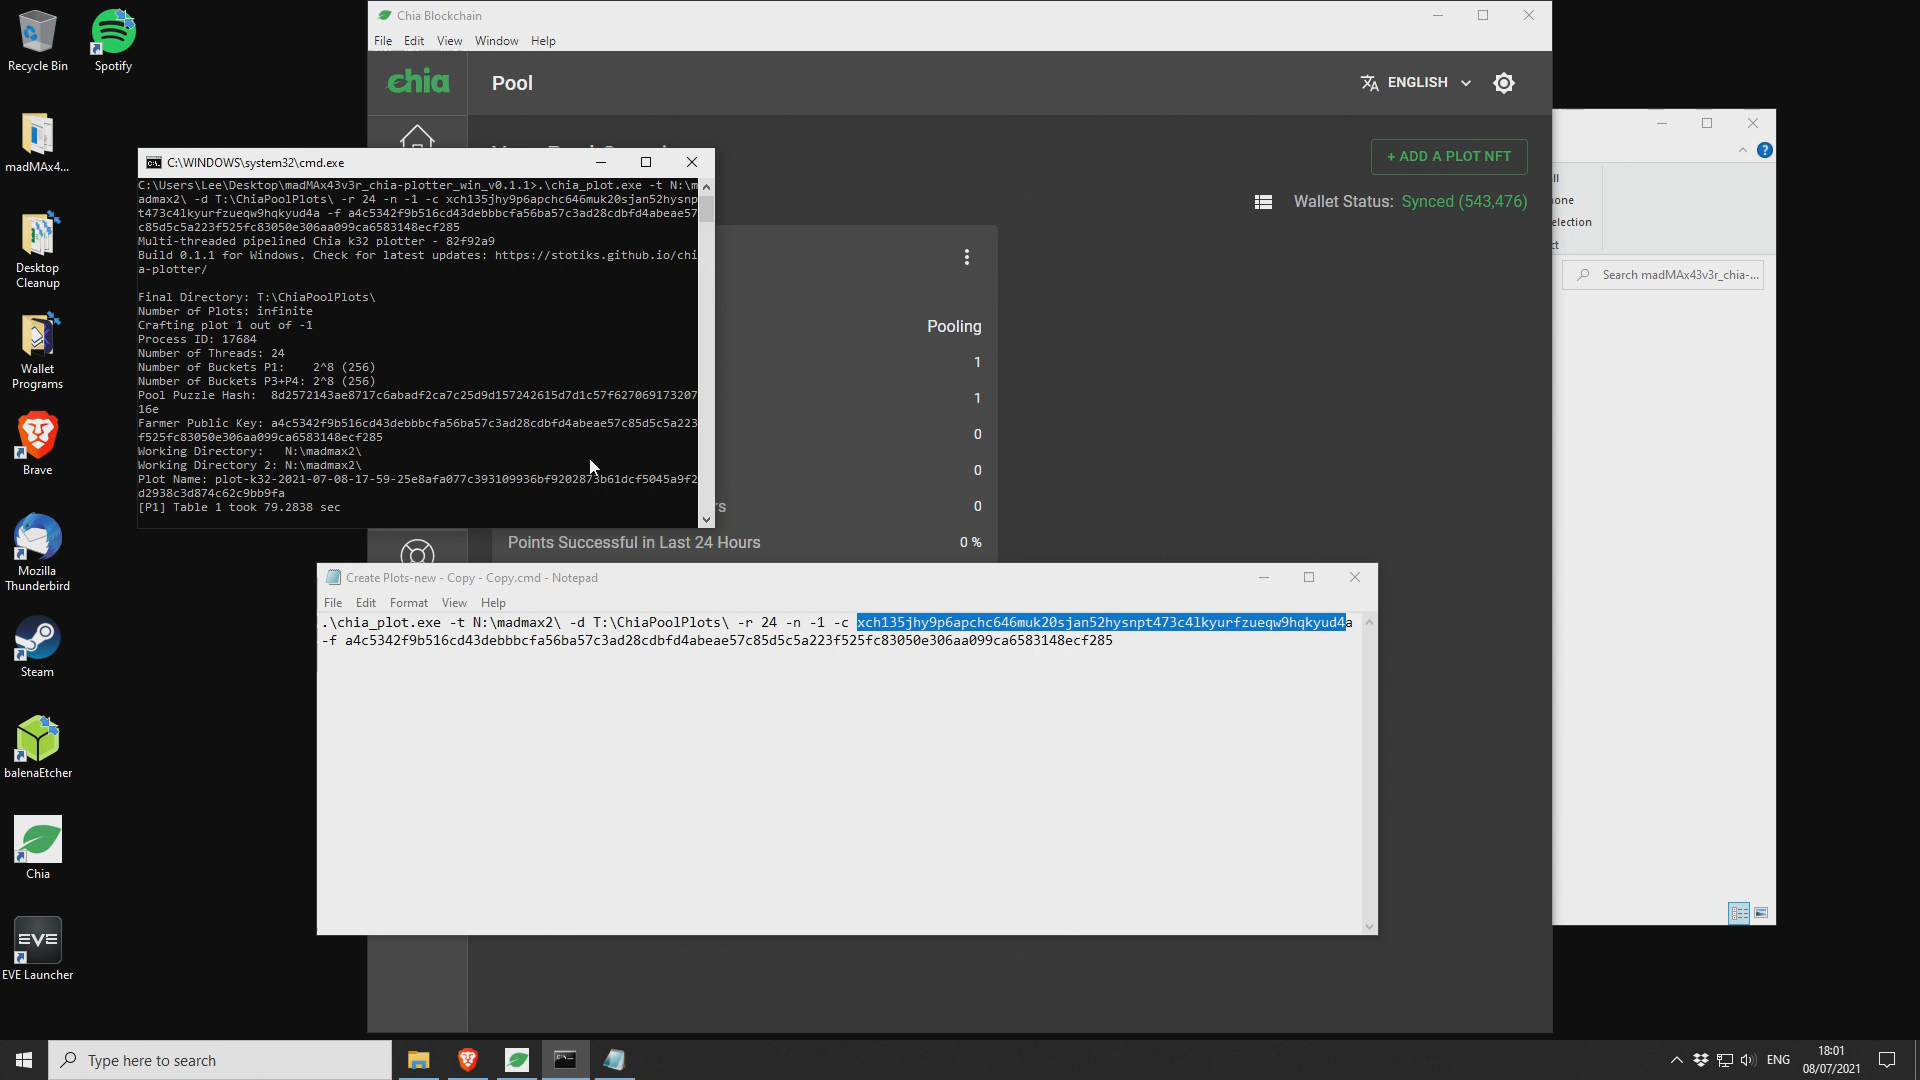 Recycle Bin
Spotify
madMAx4...
Desktop
Cleanup
Wallet
Programs
Brave
Mozilla
Thunderbird
Steam
balenaEtcher
Chia
EVE
EVE Launcher
Chia Blockchain
File Edit View Window Help
chia
Pool
ENGLISH
+ ADD A PLOT NFT
Wallet Status: Synced (543,476)
Pooling
1
1
0
0
rs 0
Points Successful in Last 24 Hours 0 %
C:\WINDOWS\system32\cmd.exe
C:\Users\Lee\Desktop\madMAx43v3r_chia-plotter_win_v0.1.1>.\chia_plot.exe -t N:\m
admax2\ -d T:\ChiaPoolPlots\ -r 24 -n -1 -c xch135jhy9p6apchc646muk20sjan52hysnp
t473c4lkyurfzueqw9hqkyud4a -f a4c5342f9b516cd43debbbcfa56ba57c3ad28cdbfd4abeae57
c85d5c5a223f525fc83050e306aa099ca6583148ecf285
Multi-threaded pipelined Chia k32 plotter - 82f92a9
Build 0.1.1 for Windows. Check for latest updates: https://stotiks.github.io/chi
a-plotter/
Final Directory: T:\ChiaPoolPlots\
Number of Plots: infinite
Crafting plot 1 out of -1
Process ID: 17684
Number of Threads: 24
Number of Buckets P1: 2^8 (256)
Number of Buckets P3+P4: 2^8 (256)
Pool Puzzle Hash: 8d2572143ae8717c6abadf2ca7c25d9d157242615d7d1c57f627069173207
16e
Farmer Public Key: a4c5342f9b516cd43debbbcfa56ba57c3ad28cdbfd4abeae57c85d5c5a223
f525fc83050e306aa099ca6583148ecf285
Working Directory: N:\madmax2\
Working Directory 2: N:\madmax2\
Plot Name: plot-k32-2021-07-08-17-59-25e8afa077c393109936bf9202873b61dcf5045a9f2
d2938c3d874c62c9bb9fa
[P1] Table 1 took 79.2838 sec
ll
one
election
ct
Search madMAx43v3r_chia-...
Create Plots-new - Copy - Copy.cmd - Notepad
File Edit Format View Help
.\chia_plot.exe -t N:\madmax2\ -d T:\ChiaPoolPlots\ -r 24 -n -1 -c xch135jhy9p6apchc646muk20sjan52hysnpt473c4lkyurfzueqw9hqkyud4a
-f a4c5342f9b516cd43debbbcfa56ba57c3ad28cdbfd4abeae57c85d5c5a223f525fc83050e306aa099ca6583148ecf285
Type here to search
ENG
18:01
08/07/2021